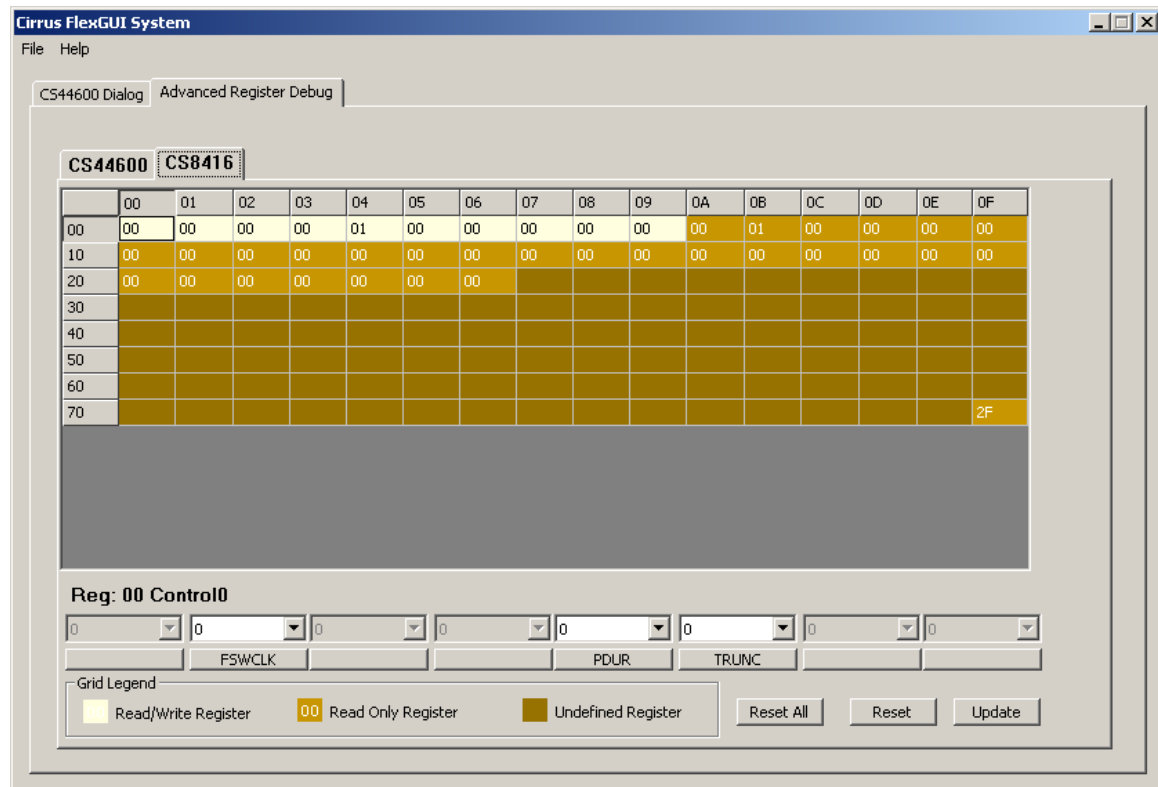 Cirrus FlexGUI System
File Help
CS44600 Dialog Advanced Register Debug
CS44600 CS8416
00 01 02 03 04 05 06 07 08 09 0A 0B 0C 0D 0E 0F
00 00 00 00 00 01 00 00 00 00 00 00 01 00 00 00 00
10 00 00 00 00 00 00 00 00 00 00 00 00 00 00 00 00
20 00 00 00 00 00 00 00
30
40
50
60
70 2F
Reg: 00 Control0
0 0 0 0 0 0 0 0
FSWCLK PDUR TRUNC
Grid Legend
Read/Write Register 00 Read Only Register Undefined Register Reset All Reset Update